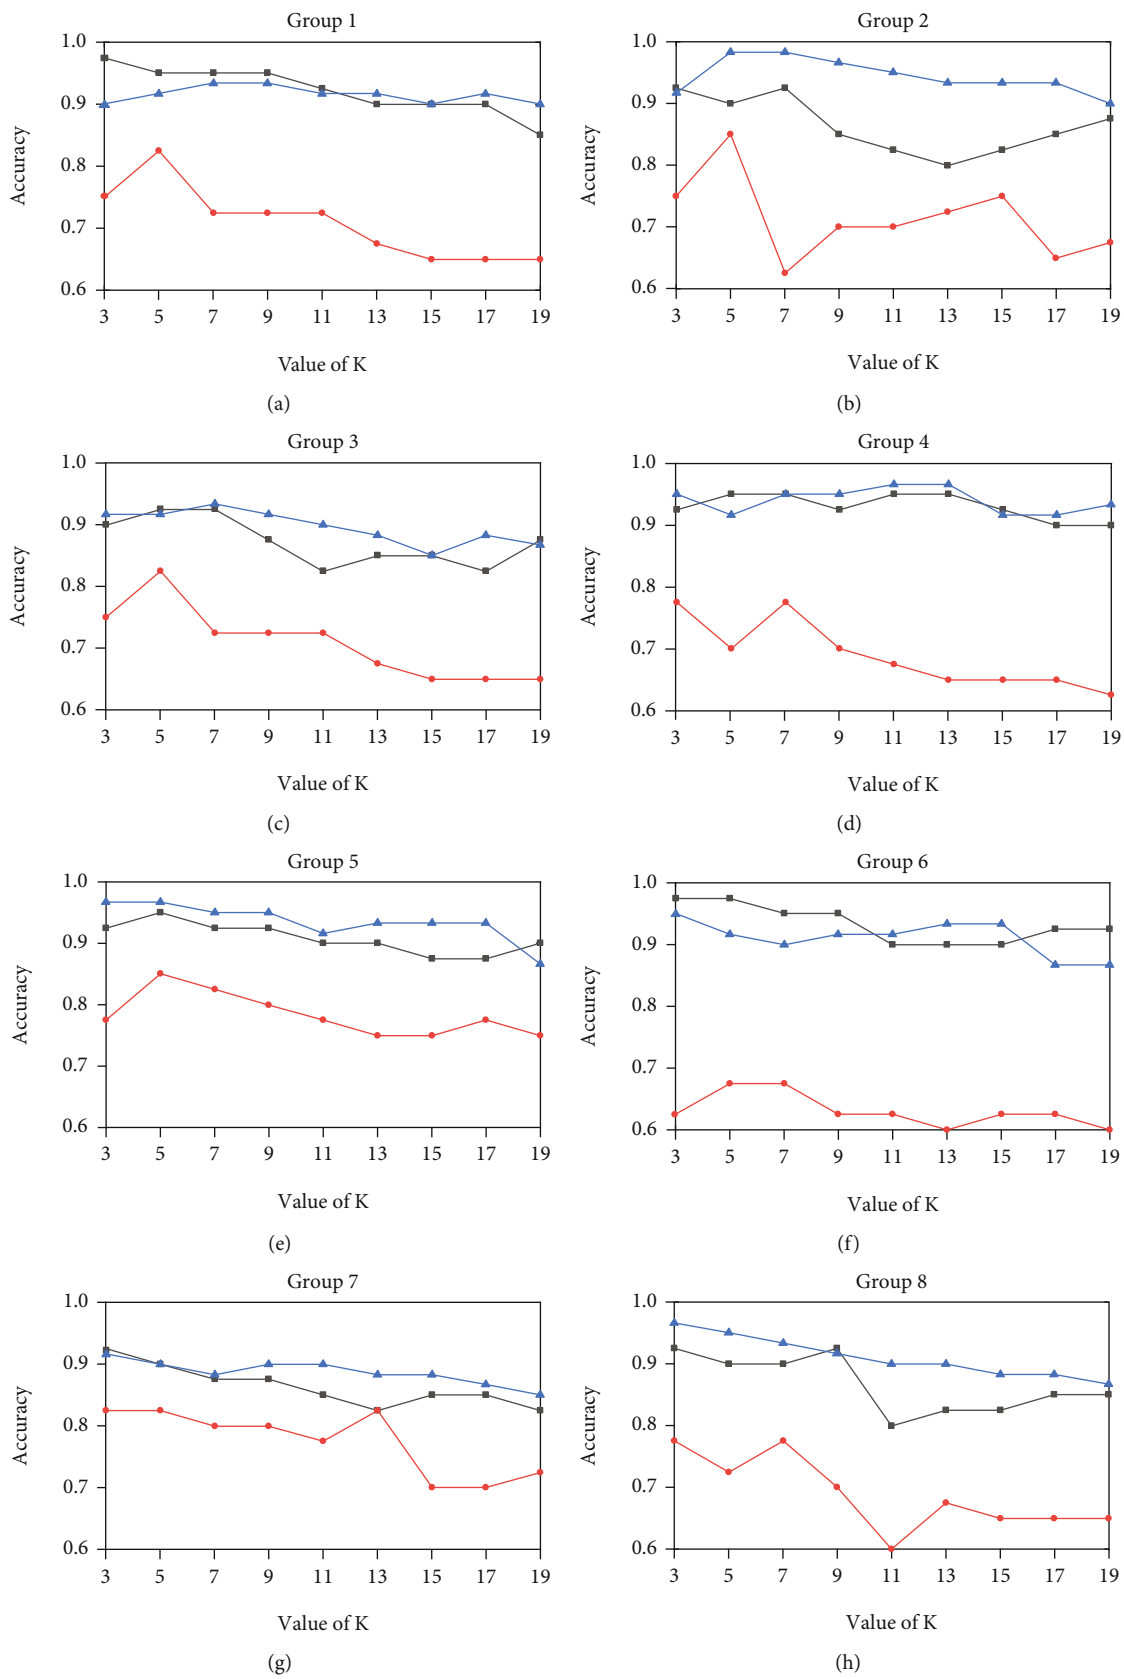 Group 1
1.0
0.9
0.8
0.7
0.6
Accuracy
3 5 7 9 11 13 15 17 19
Value of K
(a)
Group 2
1.0
0.9
0.8
0.7
0.6
Accuracy
3 5 7 9 11 13 15 17 19
Value of K
(b)
Group 3
1.0
0.9
0.8
0.7
0.6
Accuracy
3 5 7 9 11 13 15 17 19
Value of K
(c)
Group 4
1.0
0.9
0.8
0.7
0.6
Accuracy
3 5 7 9 11 13 15 17 19
Value of K
(d)
Group 5
1.0
0.9
0.8
0.7
0.6
Accuracy
3 5 7 9 11 13 15 17 19
Value of K
(e)
Group 6
1.0
0.9
0.8
0.7
0.6
Accuracy
3 5 7 9 11 13 15 17 19
Value of K
(f)
Group 7
1.0
0.9
0.8
0.7
0.6
Accuracy
3 5 7 9 11 13 15 17 19
Value of K
(g)
Group 8
1.0
0.9
0.8
0.7
0.6
Accuracy
3 5 7 9 11 13 15 17 19
Value of K
(h)